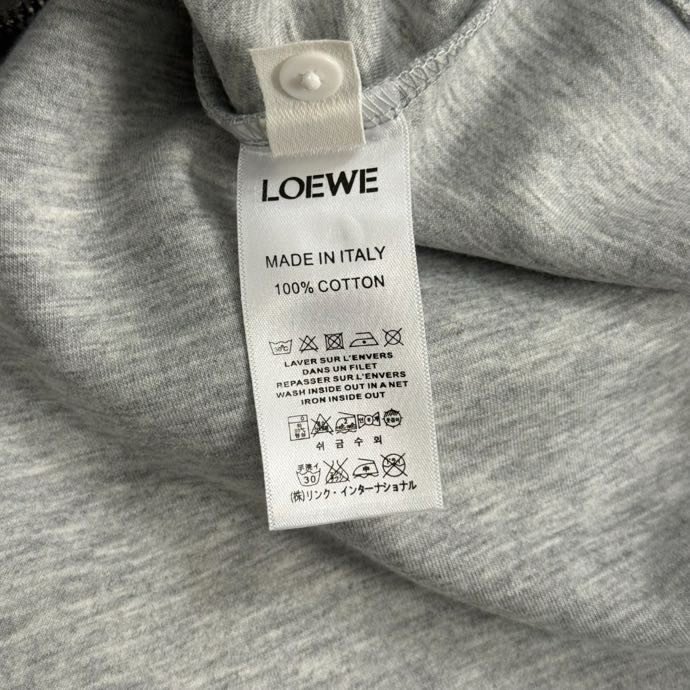 LOEWE
MADE IN ITALY
100% COTTON
LAVER SUR L'ENVERS
DANS UN FILET
REPASSER SUR L'ENVERS
WASH INSIDE OUT IN A NET
IRON INSIDE OUT
쉬 금 수 의
30
(株)リンク・インターナショナル